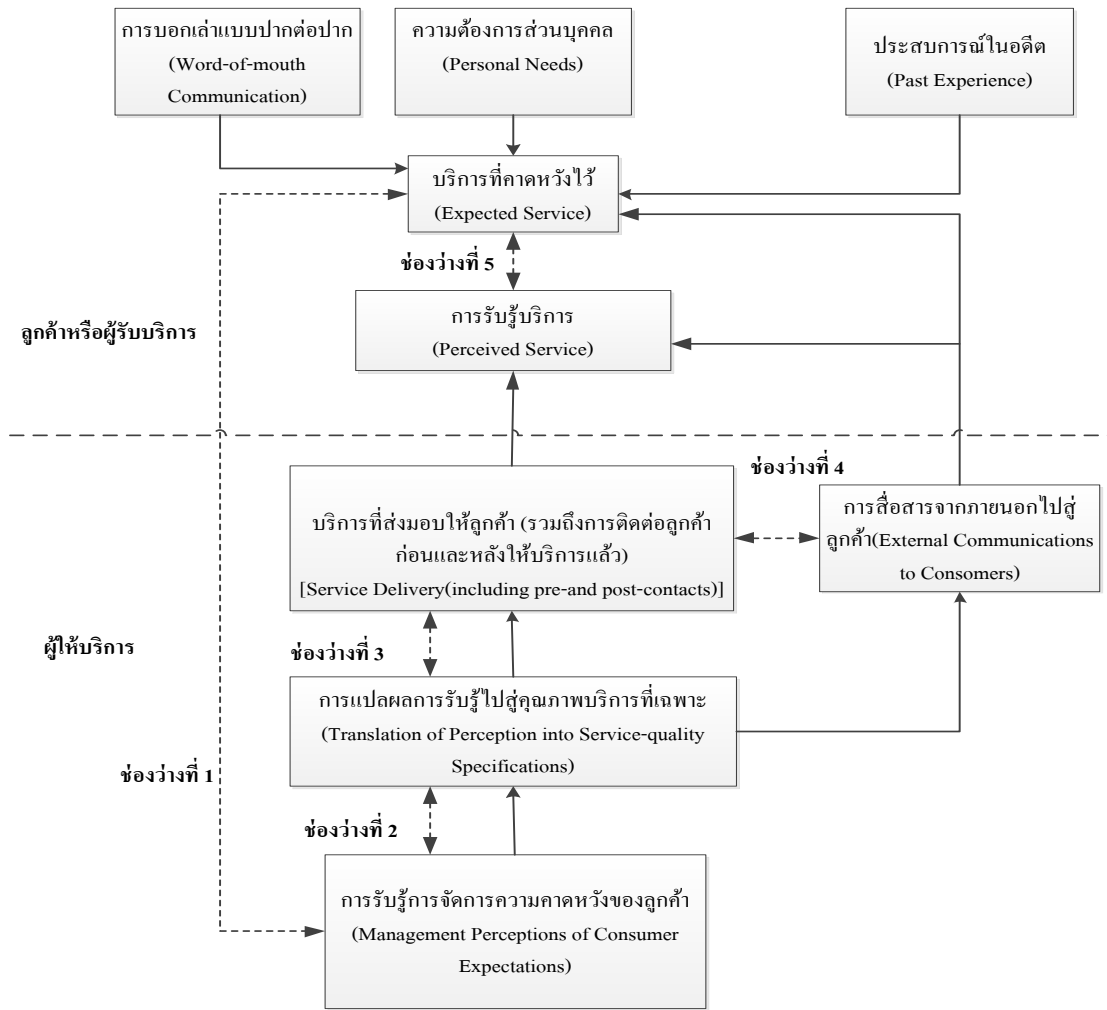 การบอกเล่าแบบปากต่อปาก
(Word-of-mouth
Communication)
ความต้องการส่วนบุคคล
(Personal Needs)
ประสบการณ์ในอดีต
(Past Experience)
บริการที่คาดหวังไว้
(Expected Service)
ช่องว่างที่ 5
ลูกค้าหรือผู้รับบริการ
การรับรู้บริการ
(Perceived Service)
ช่องว่างที่ 4
บริการที่ส่งมอบให้ลูกค้า (รวมถึงการติดต่อลูกค้า
ก่อนและหลังให้บริการแล้ว)
[Service Delivery(including pre-and post-contacts)]
การสื่อสารจากภายนอกไปสู่
ลูกค้า(External Communications
to Consomers)
ผู้ให้บริการ
ช่องว่างที่ 3
การแปลผลการรับรู้ไปสู่คุณภาพบริการที่เฉพาะ
(Translation of Perception into Service-quality
Specifications)
ช่องว่างที่ 1
ช่องว่างที่ 2
การรับรู้การจัดการความคาดหวังของลูกค้า
(Management Perceptions of Consumer
Expectations)